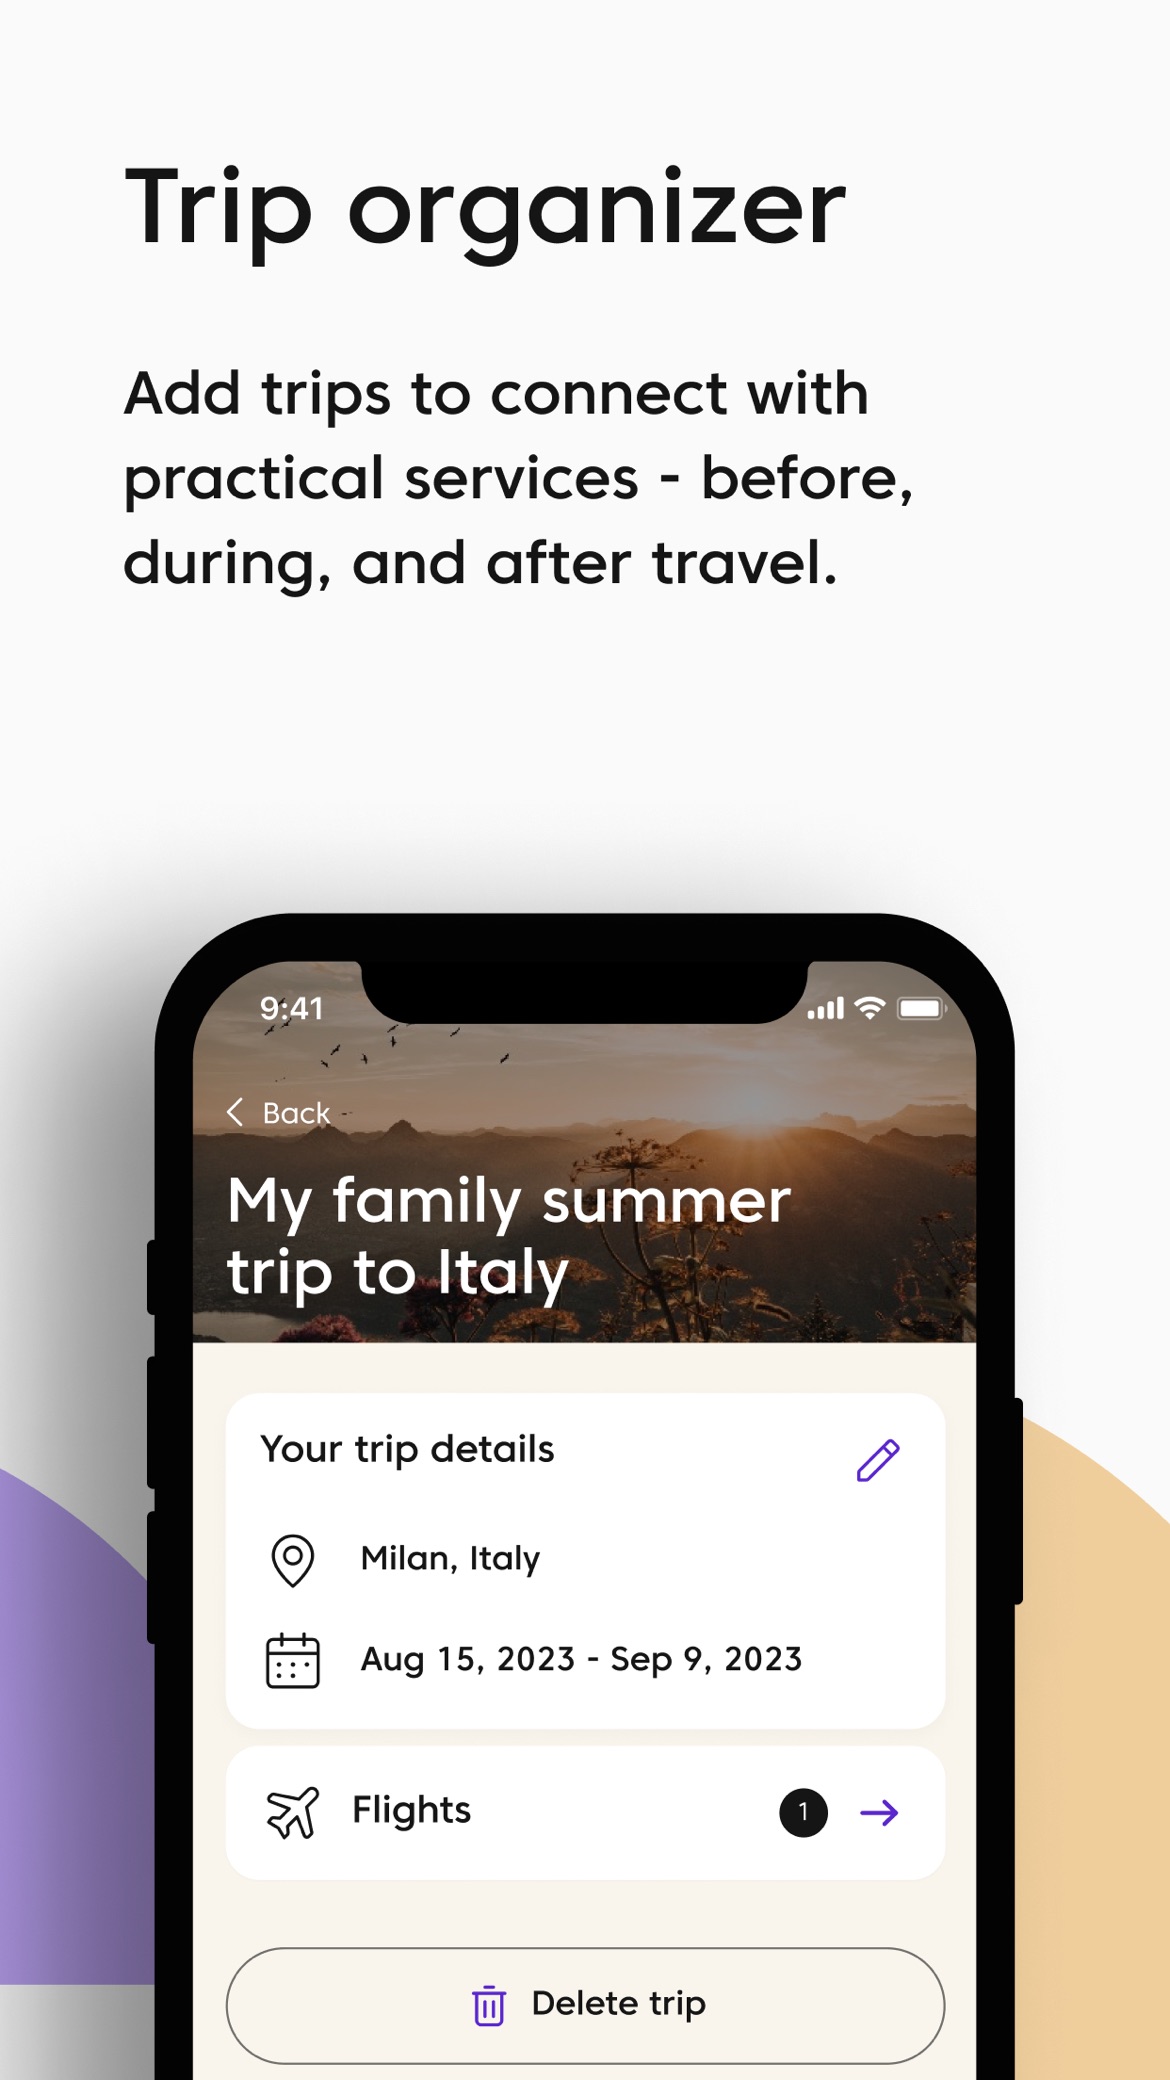 Trip organizer
Add trips to connect with
practical services - before,
during, and after travel.
9:41
Back
My family summer
trip to Italy
Your trip details
Milan, Italy
Aug 15, 2023 - Sep 9, 2023
Flights 1
Delete trip